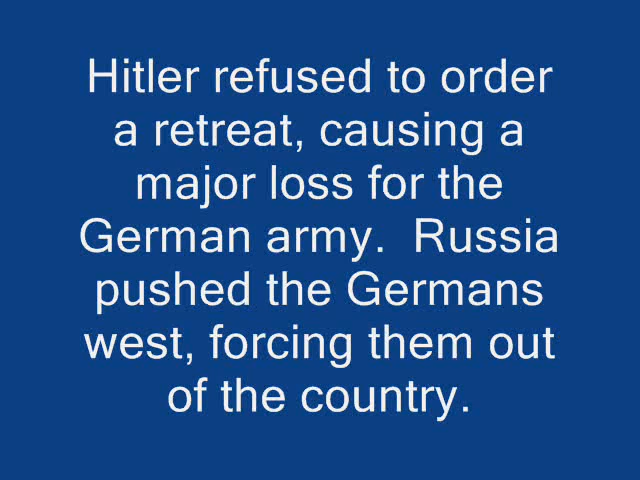 Hitler refused to order
a retreat, causing a
major loss for the
German army.  Russia
pushed the Germans
west, forcing them out
of the country.